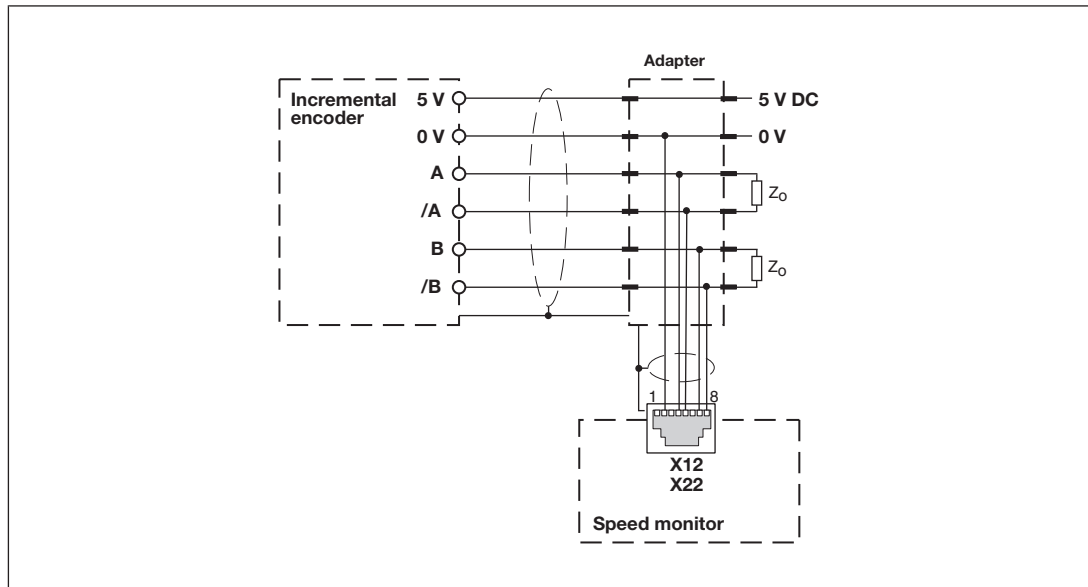 Adapter
Incremental
encoder
5 V
0 V
A
/A
B
/B
5 V DC
0 V
Z0
Z0
1
8
X12
X22
Speed monitor